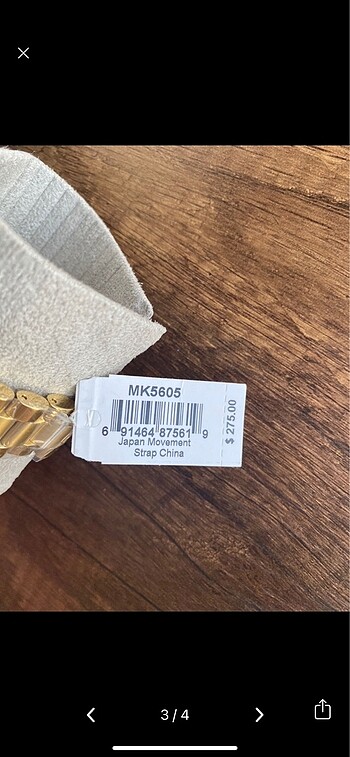 MK5605
6 91464 87561 9
Japan Movement
Strap China
$ 275.00
3 / 4